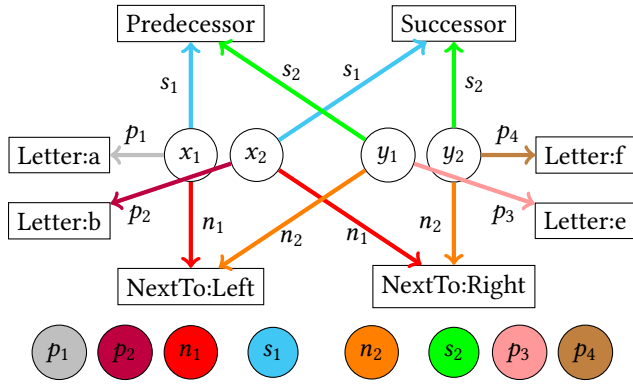 Predecessor Successor
s₁ s₂ s₁ s₂
p₁ p₄
Letter:a x₁ x₂ y₁ y₂ Letter:f
Letter:b p₂ p₃ Letter:e
n₁ n₂ n₁ n₂
NextTo:Left NextTo:Right
p₁ p₂ n₁ s₁ n₂ s₂ p₃ p₄